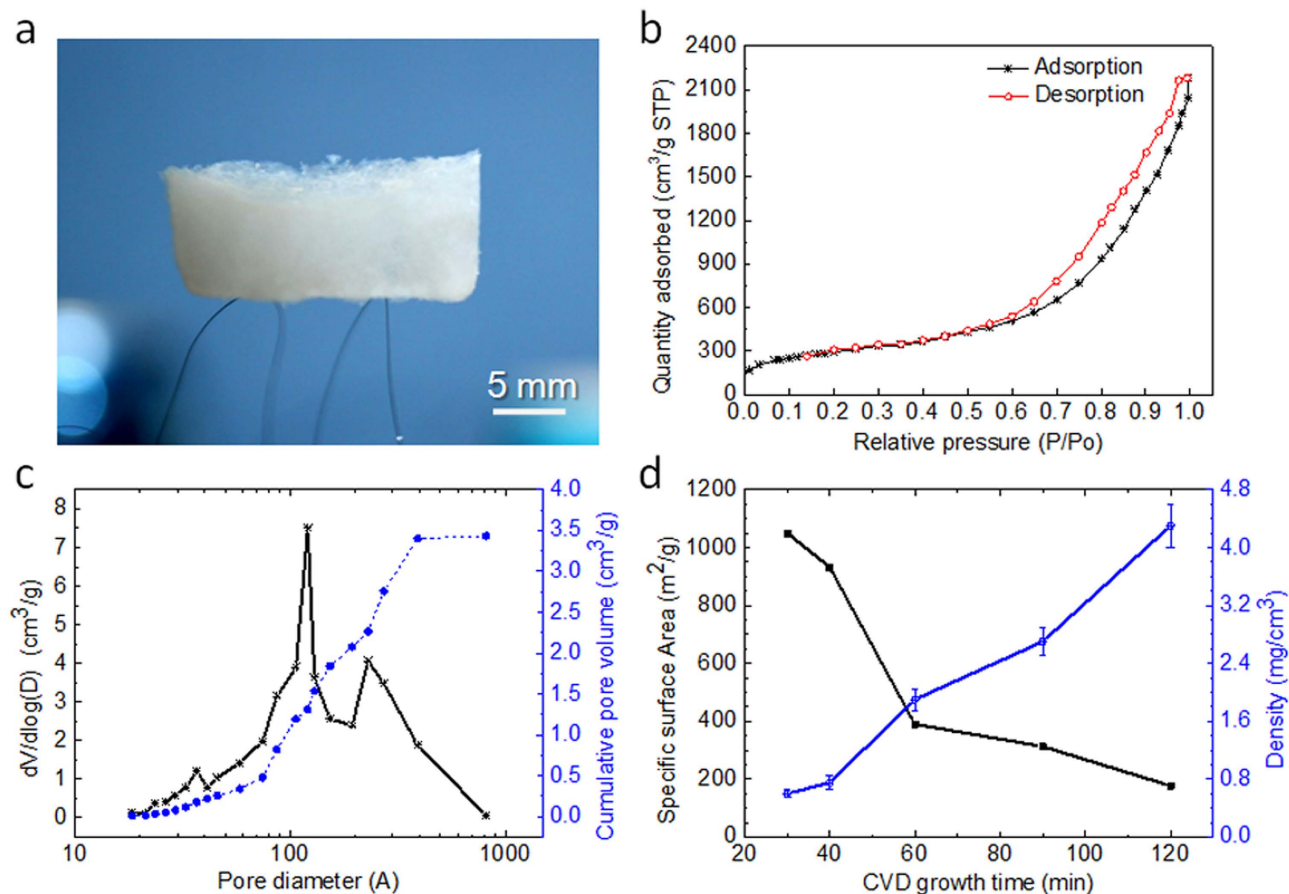 a
5 mm
b
Quantity adsorbed (cm³/g STP)
2400
2100
1800
1500
1200
900
600
300
0
Adsorption
Desorption
0.0 0.1 0.2 0.3 0.4 0.5 0.6 0.7 0.8 0.9 1.0
Relative pressure (P/Po)
c
dV/dlog(D) (cm³/g)
8
7
6
5
4
3
2
1
0
4.0
3.5
3.0
2.5
2.0
1.5
1.0
0.5
0.0
Cumulative pore volume (cm³/g)
10 100 1000
Pore diameter (A)
d
Specific surface Area (m²/g)
1200
1000
800
600
400
200
0
4.8
4.0
3.2
2.4
1.6
0.8
0.0
Density (mg/cm³)
20 40 60 80 100 120
CVD growth time (min)